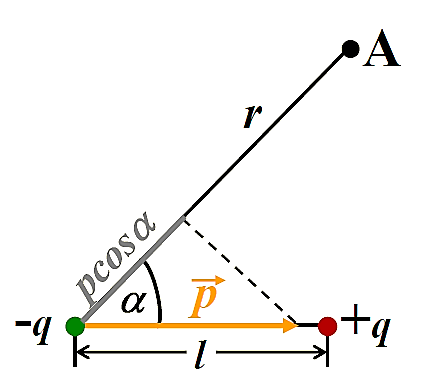 A
r
pcosα
α
p⃗
-q
+q
l